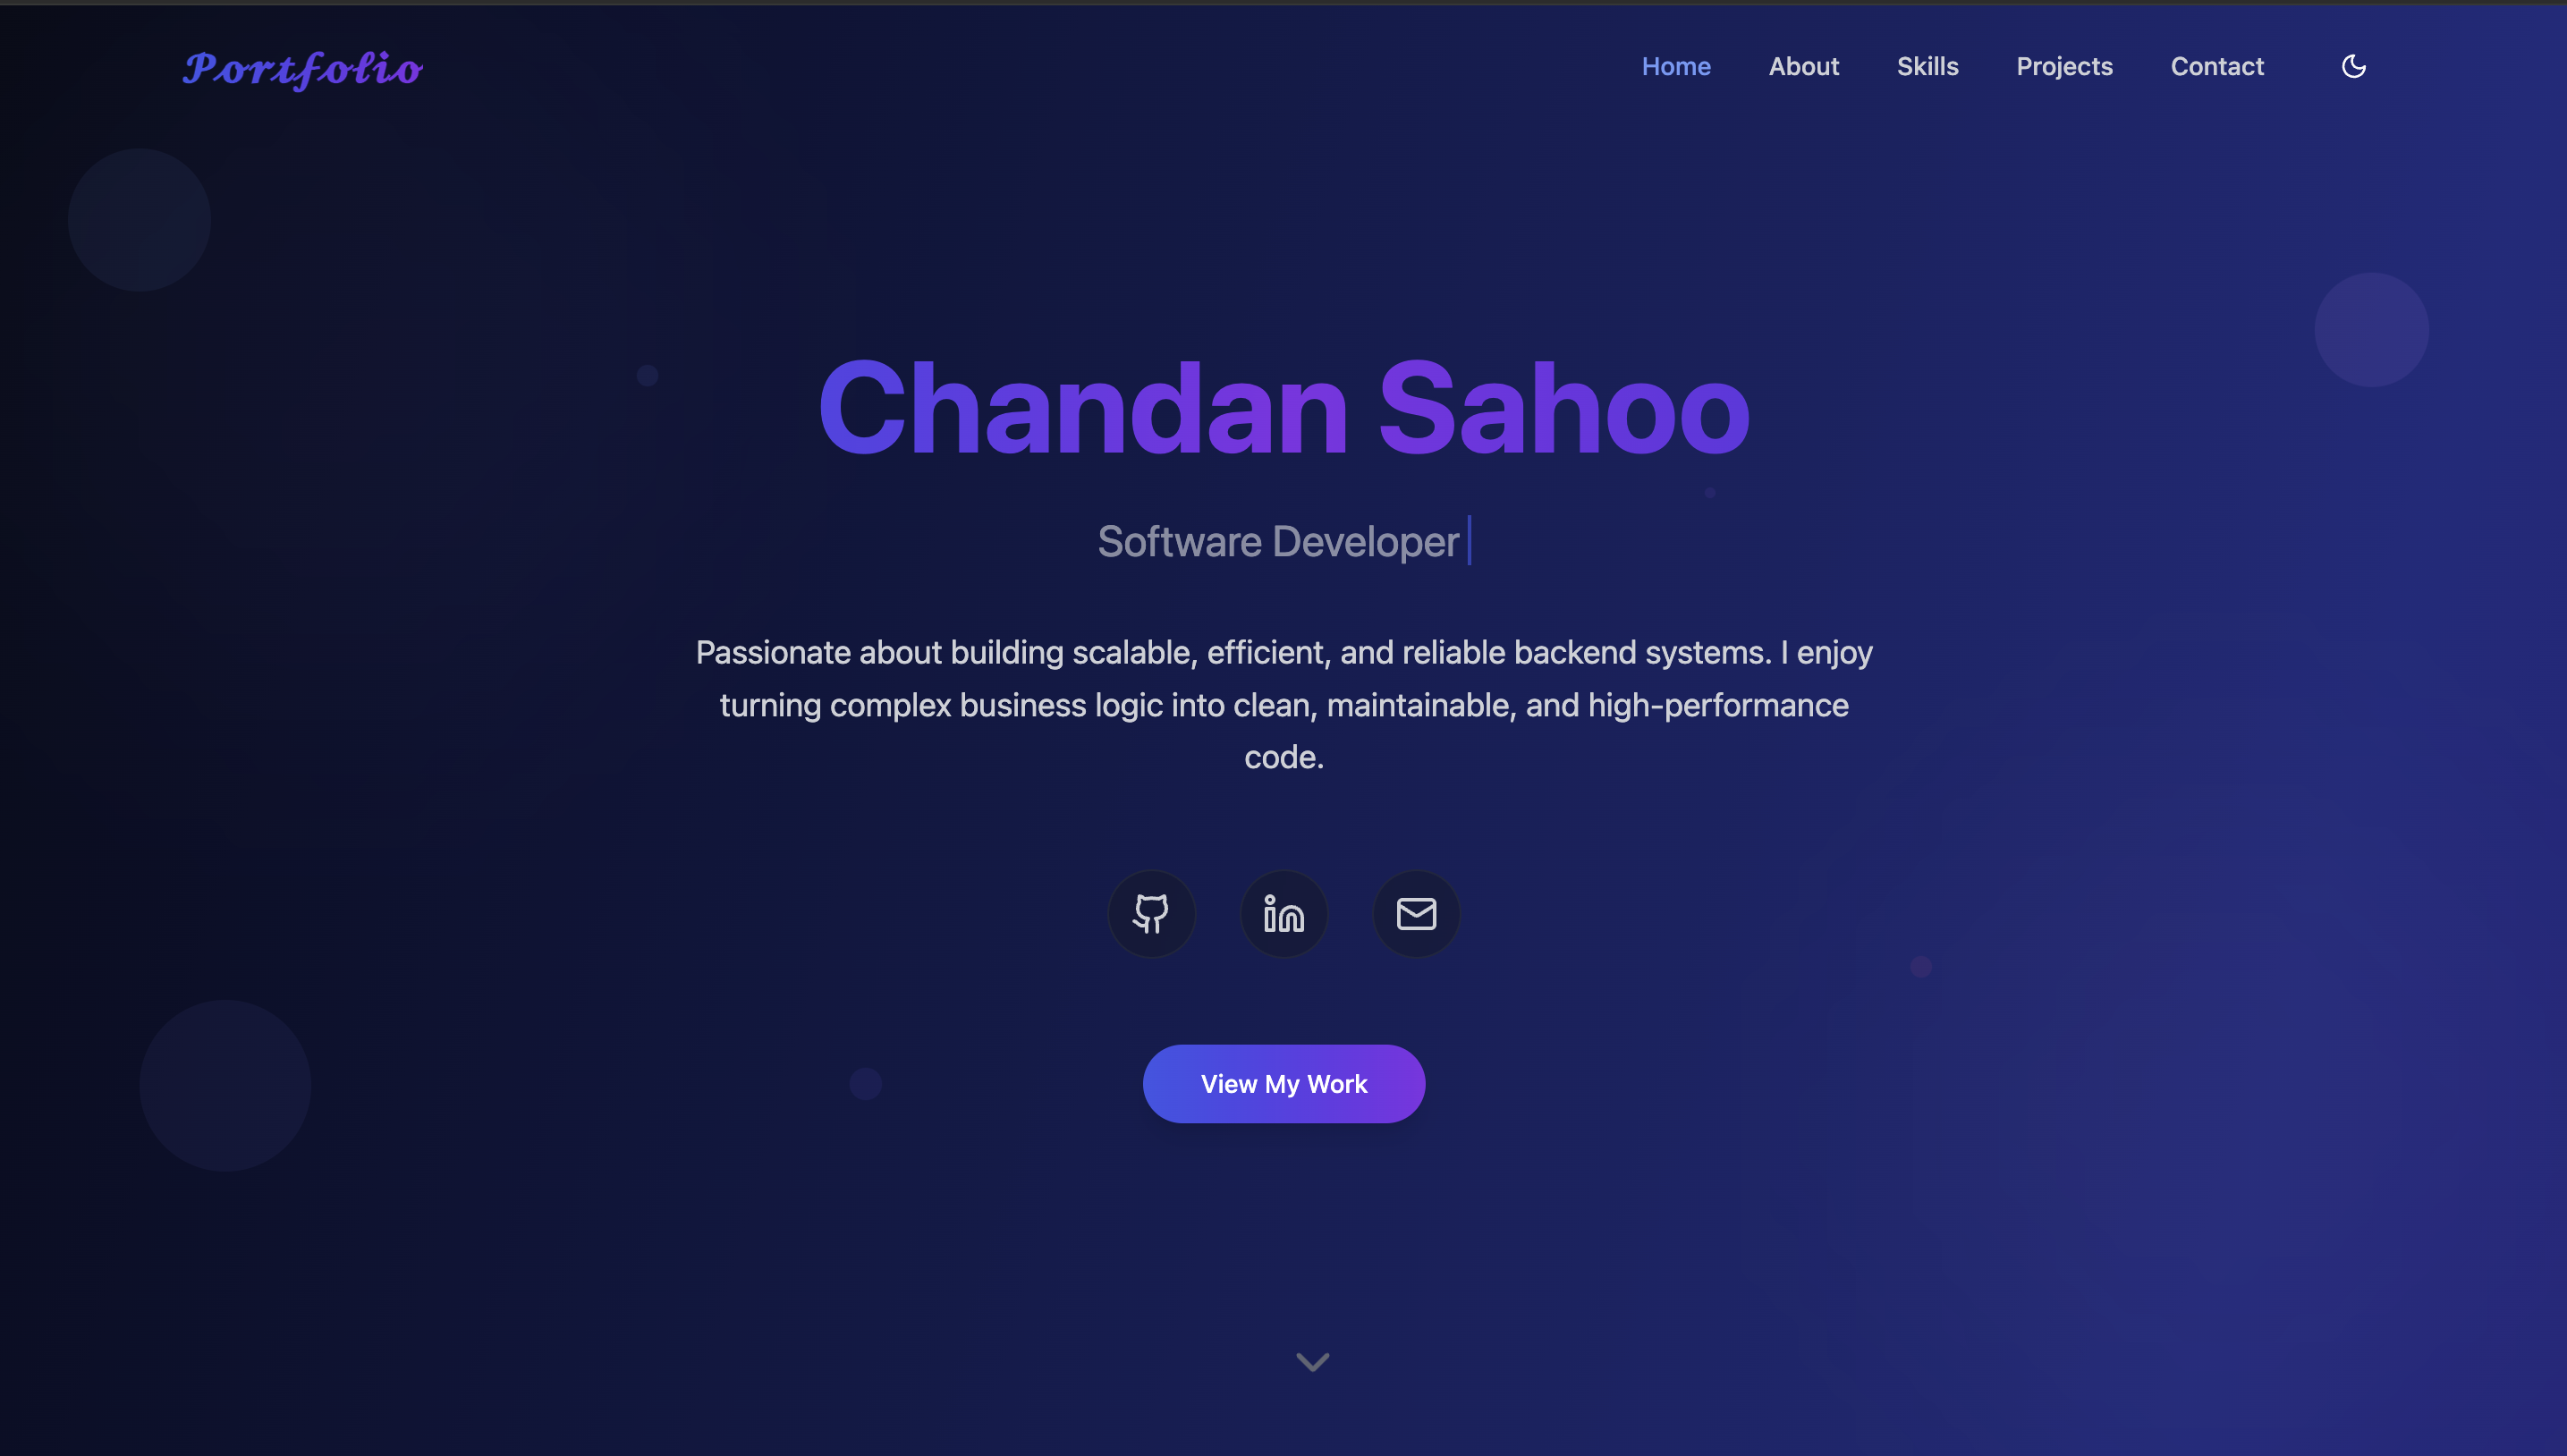 Portfolio
Home About Skills Projects Contact
Chandan Sahoo
Software Developer
Passionate about building scalable, efficient, and reliable backend systems. I enjoy
turning complex business logic into clean, maintainable, and high-performance
code.
View My Work